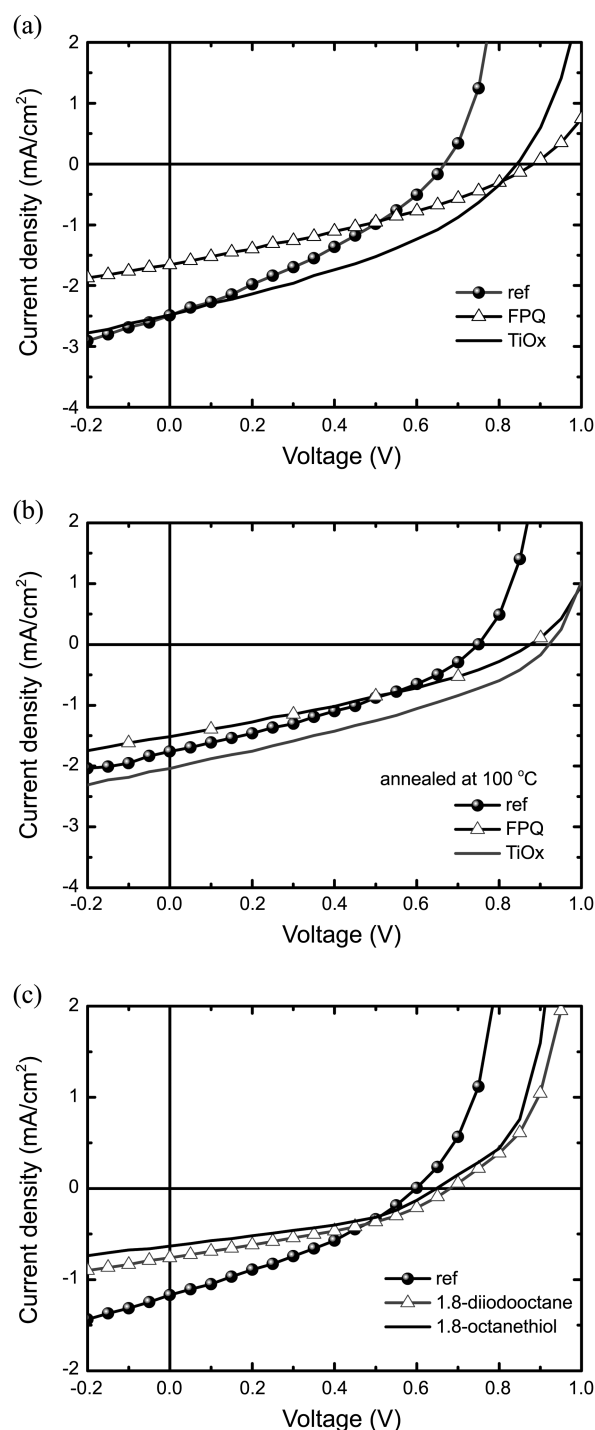 (a)
2
1
0
-1
-2
-3
-4
Current density (mA/cm²)
ref
FPQ
TiOx
-0.2 0.0 0.2 0.4 0.6 0.8 1.0
Voltage (V)
(b)
2
1
0
-1
-2
-3
-4
Current density (mA/cm²)
annealed at 100 °C
ref
FPQ
TiOx
-0.2 0.0 0.2 0.4 0.6 0.8 1.0
Voltage (V)
(c)
2
1
0
-1
-2
Current density (mA/cm²)
ref
1.8-diiodooctane
1.8-octanethiol
-0.2 0.0 0.2 0.4 0.6 0.8 1.0
Voltage (V)